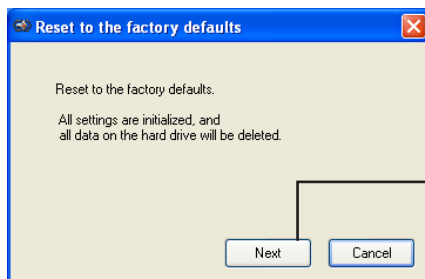 Reset to the factory defaults
Reset to the factory defaults.
All settings are initialized, and
all data on the hard drive will be deleted.
Next
Cancel